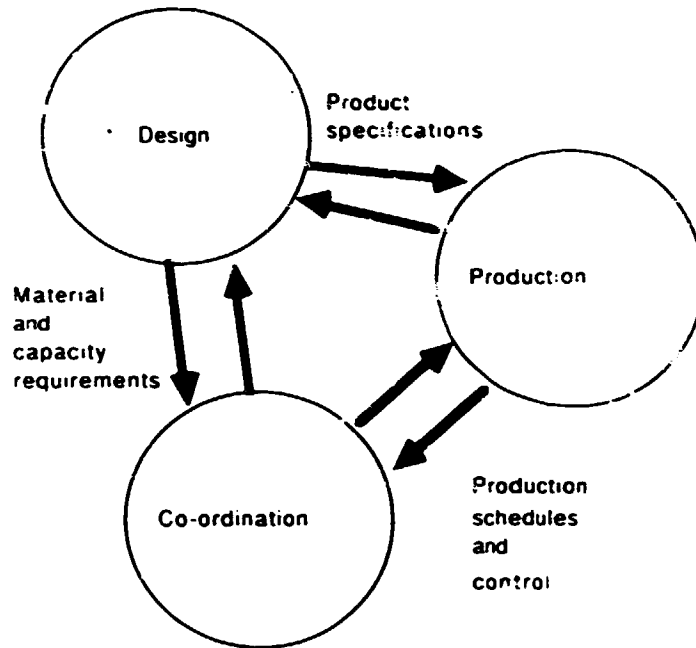 Product
specifications
Design
Production
Material
and
capacity
requirements
Co-ordination
Production
schedules
and
control